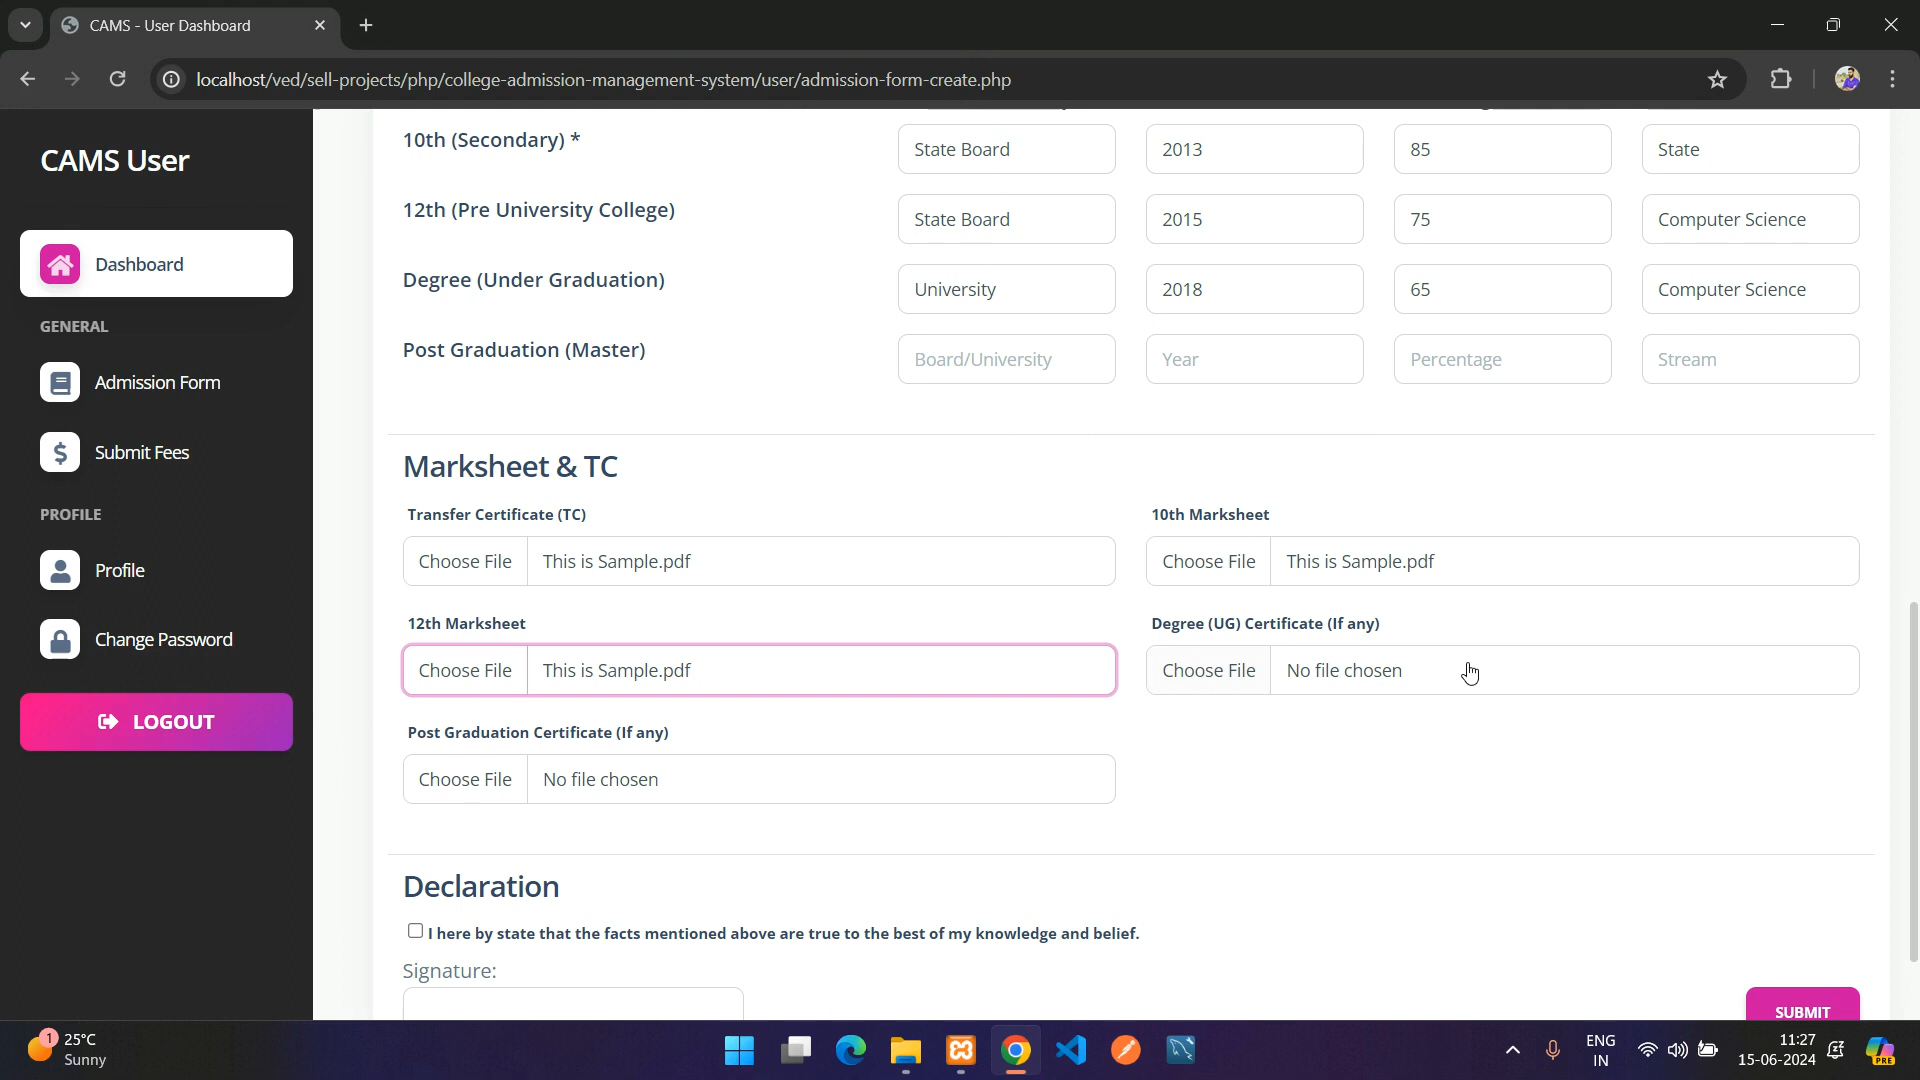 CAMS - User Dashboard
localhost/ved/sell-projects/php/college-admission-management-system/user/admission-form-create.php
CAMS User
Dashboard
GENERAL
Admission Form
Submit Fees
PROFILE
Profile
Change Password
LOGOUT
10th (Secondary) * State Board 2013 85 State
12th (Pre University College) State Board 2015 75 Computer Science
Degree (Under Graduation) University 2018 65 Computer Science
Post Graduation (Master) Board/University Year Percentage Stream
Marksheet & TC
Transfer Certificate (TC) 10th Marksheet
Choose File This is Sample.pdf Choose File This is Sample.pdf
12th Marksheet Degree (UG) Certificate (If any)
Choose File This is Sample.pdf Choose File No file chosen
Post Graduation Certificate (If any)
Choose File No file chosen
Declaration
I here by state that the facts mentioned above are true to the best of my knowledge and belief.
Signature:
SUBMIT
1 25°C
Sunny
ENG
IN
11:27
15-06-2024
PRE